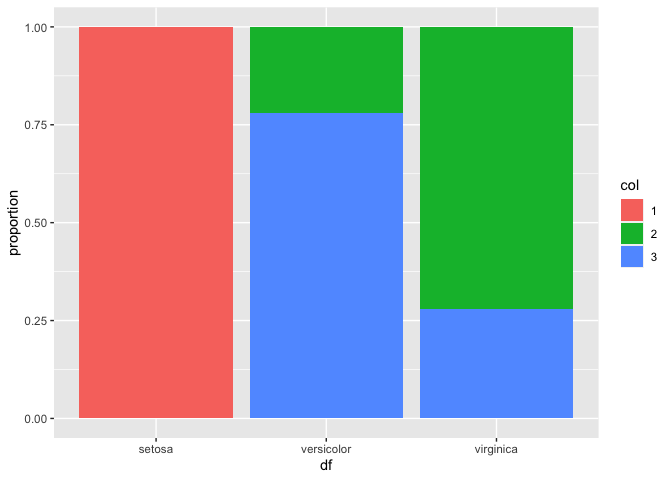 1.00
0.75
0.50
0.25
0.00
proportion
setosa
versicolor
virginica
df
col
1
2
3